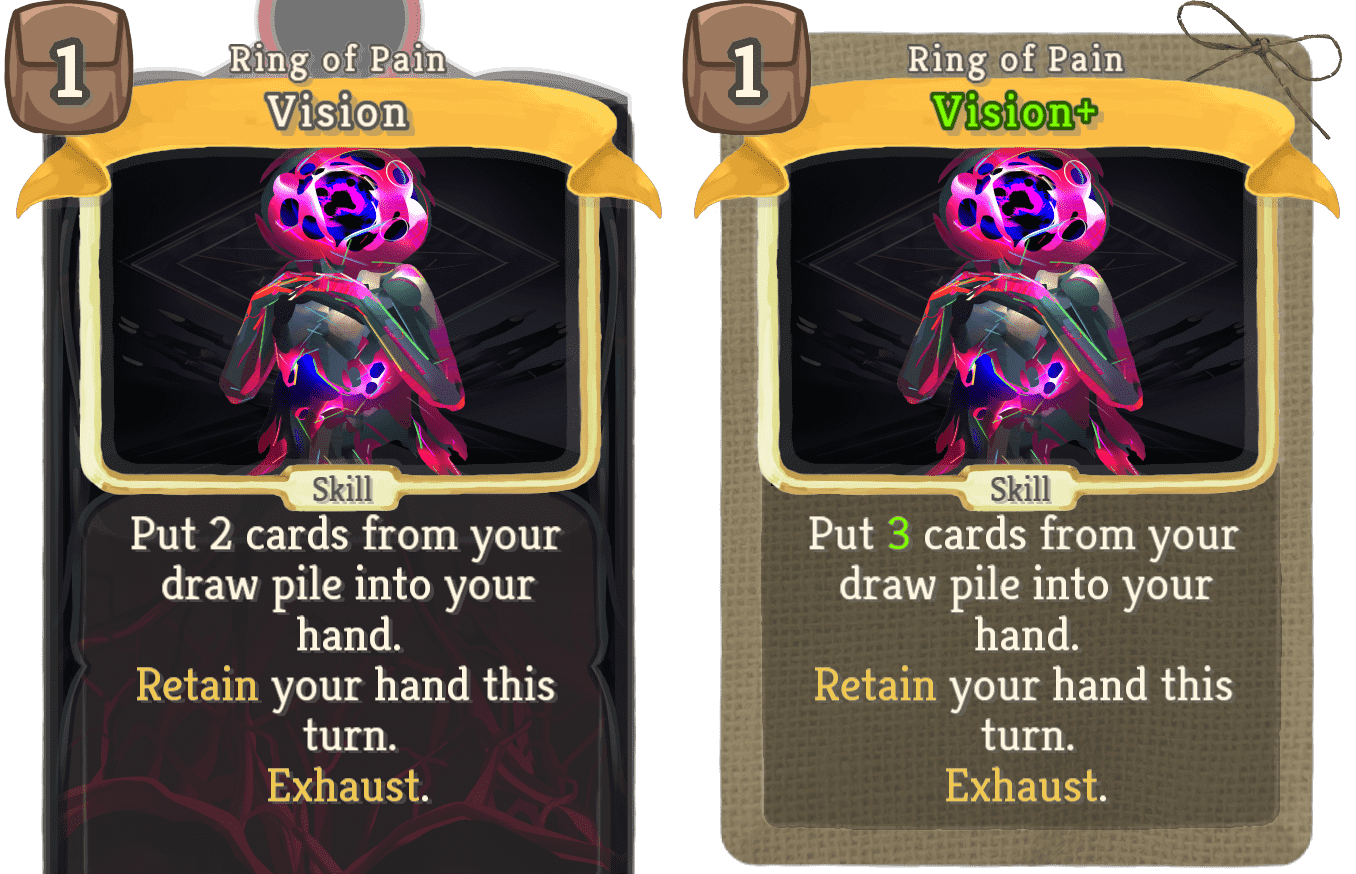 1
Ring of Pain
Vision
Skill
Put 2 cards from your
draw pile into your
hand.
Retain your hand this
turn.
Exhaust.
1
Ring of Pain
Vision+
Skill
Put 3 cards from your
draw pile into your
hand.
Retain your hand this
turn.
Exhaust.